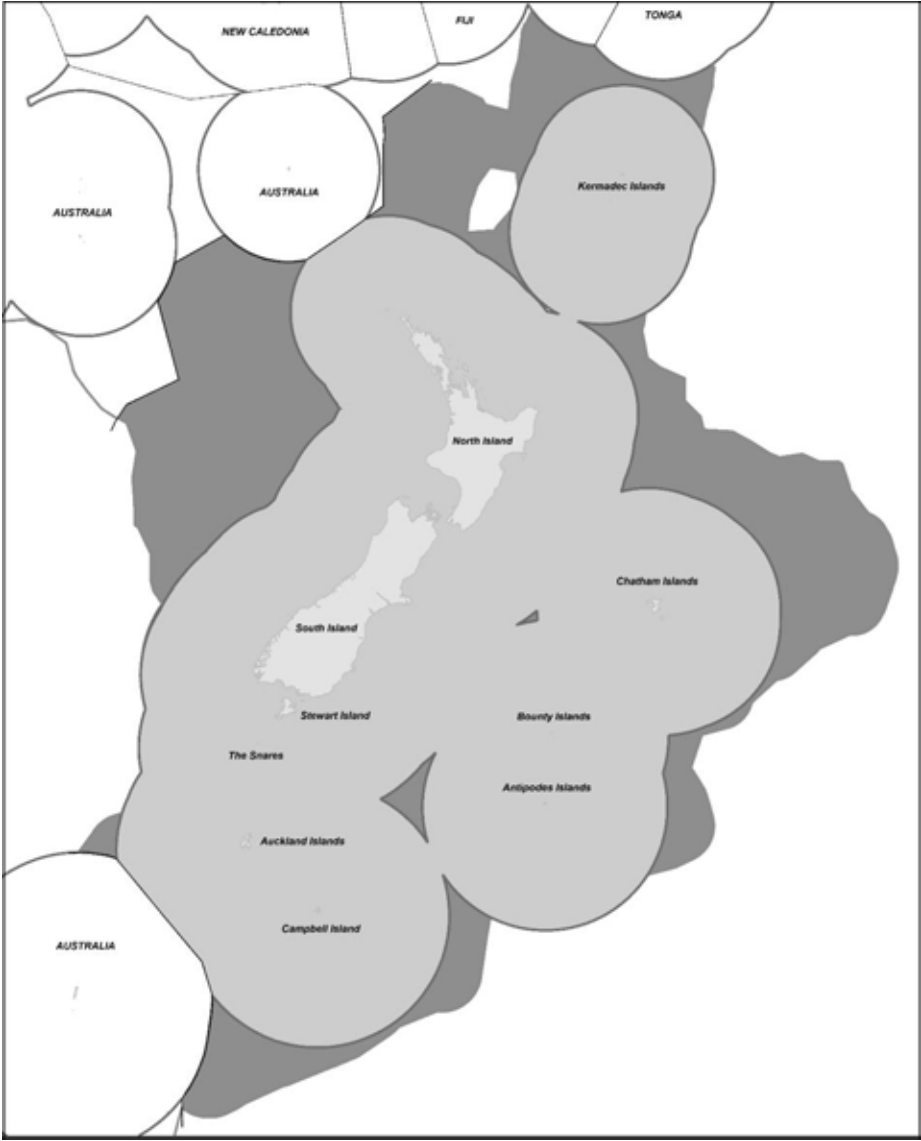 TONGA
FIJI
NEW CALEDONIA
Kermadec Islands
AUSTRALIA
AUSTRALIA
North Island
Chatham Islands
South Island
Stewart Island
Bounty Islands
The Snares
Antipodes Islands
Auckland Islands
Campbell Island
AUSTRALIA